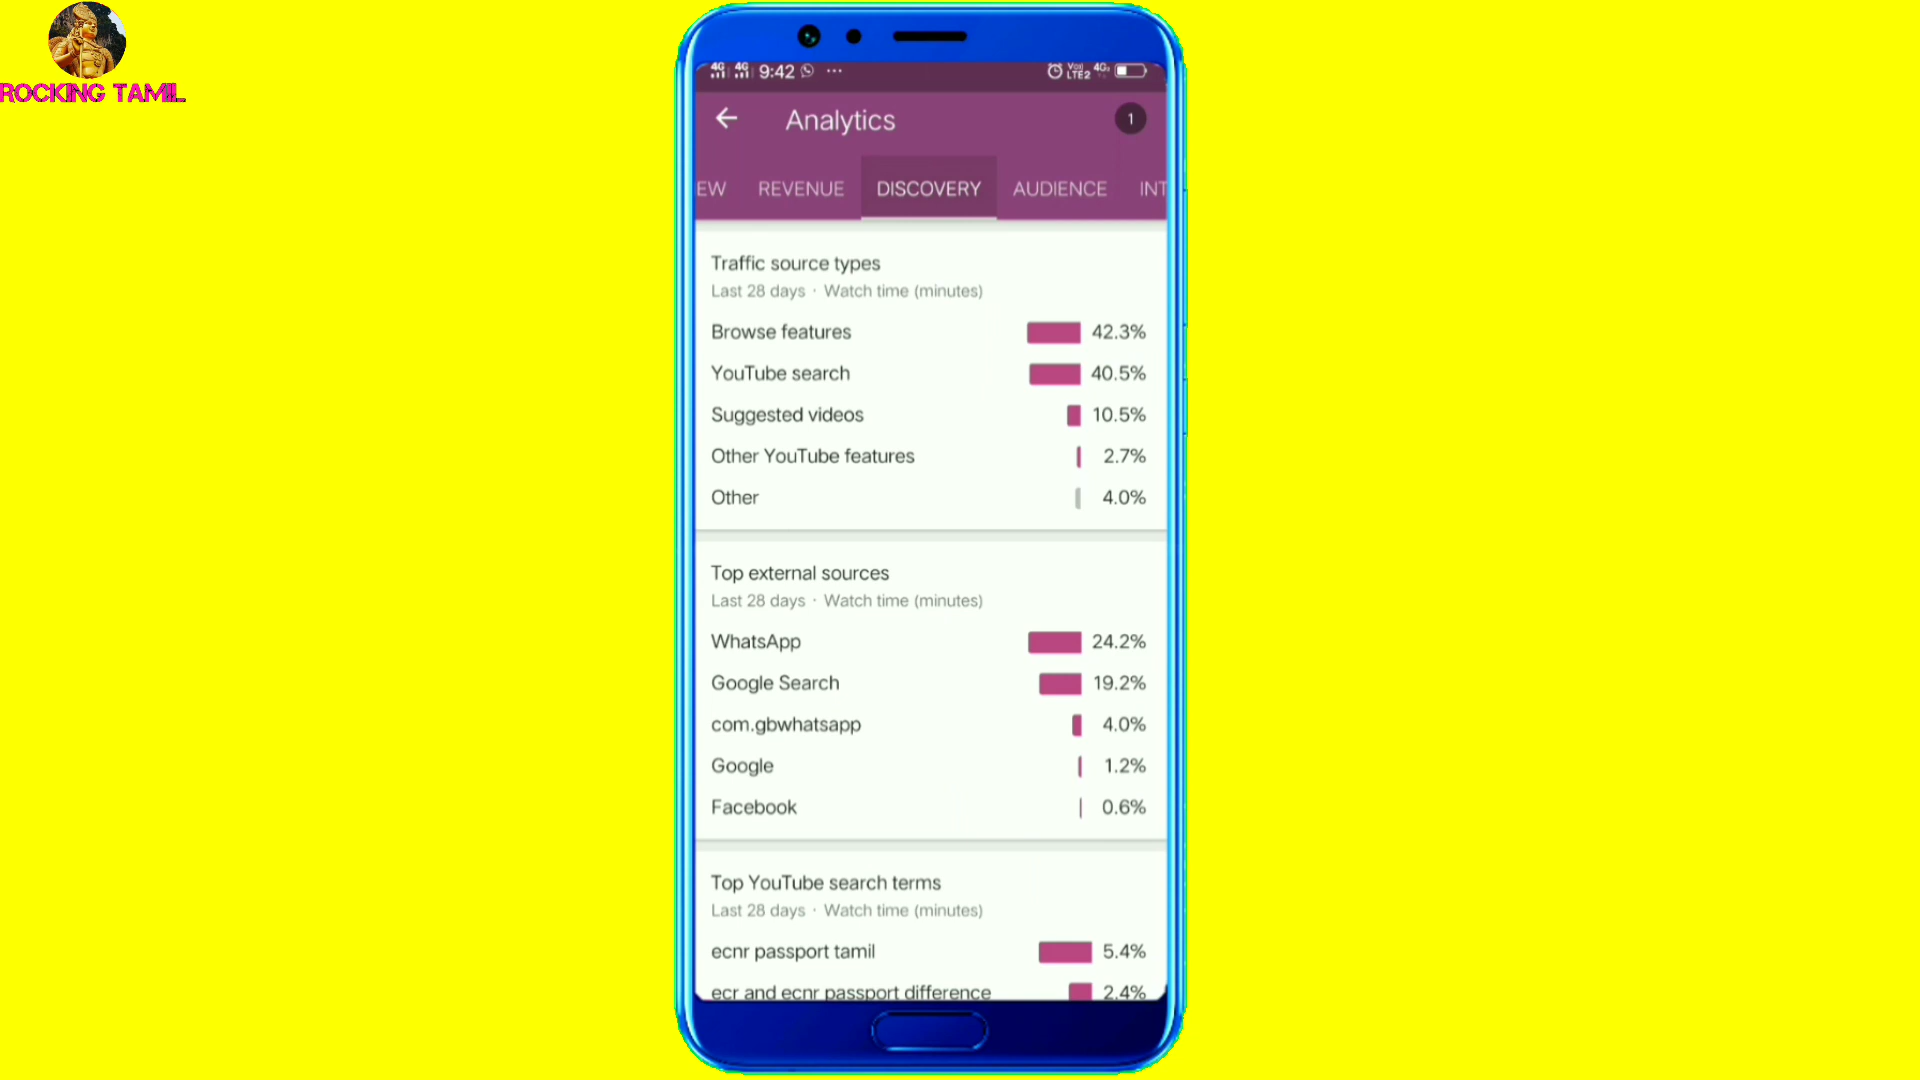 ROCKING TAMIL
4G 4G 9:42 ... VoLTE2 4G
Analytics 1
EW REVENUE DISCOVERY AUDIENCE INT
Traffic source types
Last 28 days · Watch time (minutes)
Browse features 42.3%
YouTube search 40.5%
Suggested videos 10.5%
Other YouTube features 2.7%
Other 4.0%
Top external sources
Last 28 days · Watch time (minutes)
WhatsApp 24.2%
Google Search 19.2%
com.gbwhatsapp 4.0%
Google 1.2%
Facebook 0.6%
Top YouTube search terms
Last 28 days · Watch time (minutes)
ecnr passport tamil 5.4%
ecr and ecnr passport difference 2.4%